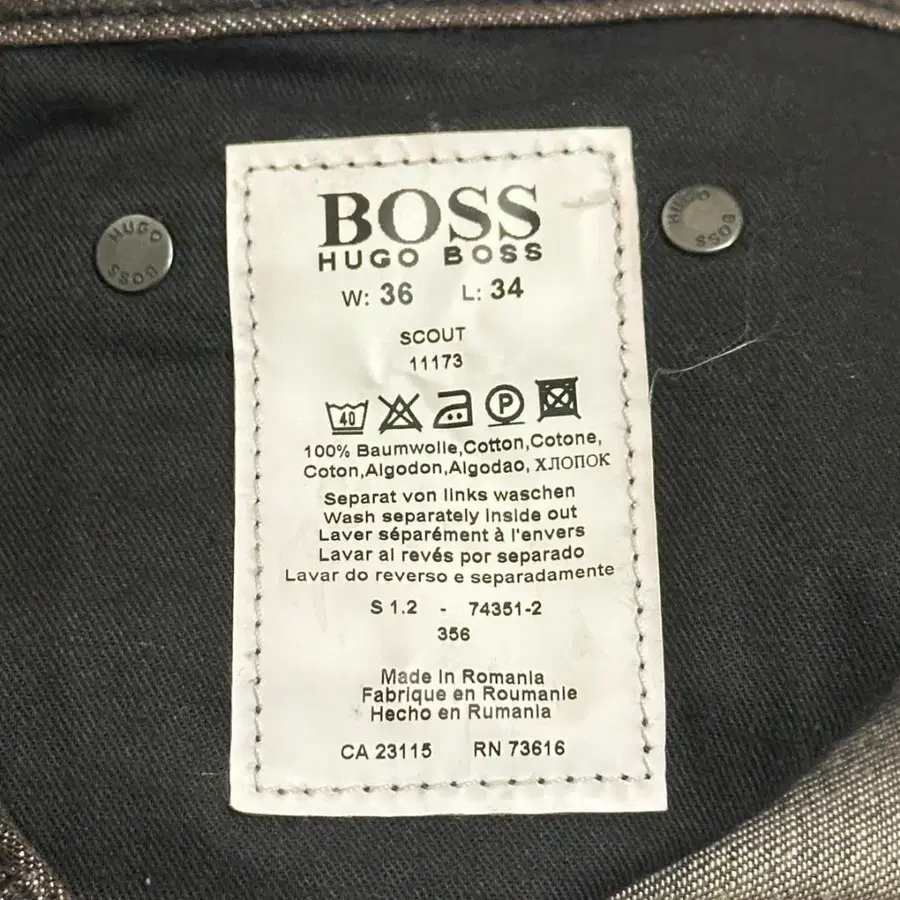 HUGO
BOSS
HUGO
BOSS
BOSS
HUGO BOSS
W: 36 L: 34
SCOUT
11173
40 P
100% Baumwolle,Cotton,Cotone,
Coton,Algodon,Algodao, ХЛОПОК
Separat von links waschen
Wash separately inside out
Laver séparément à l'envers
Lavar al revés por separado
Lavar do reverso e separadamente
S 1.2 - 74351-2
356
Made in Romania
Fabrique en Roumanie
Hecho en Rumania
CA 23115 RN 73616